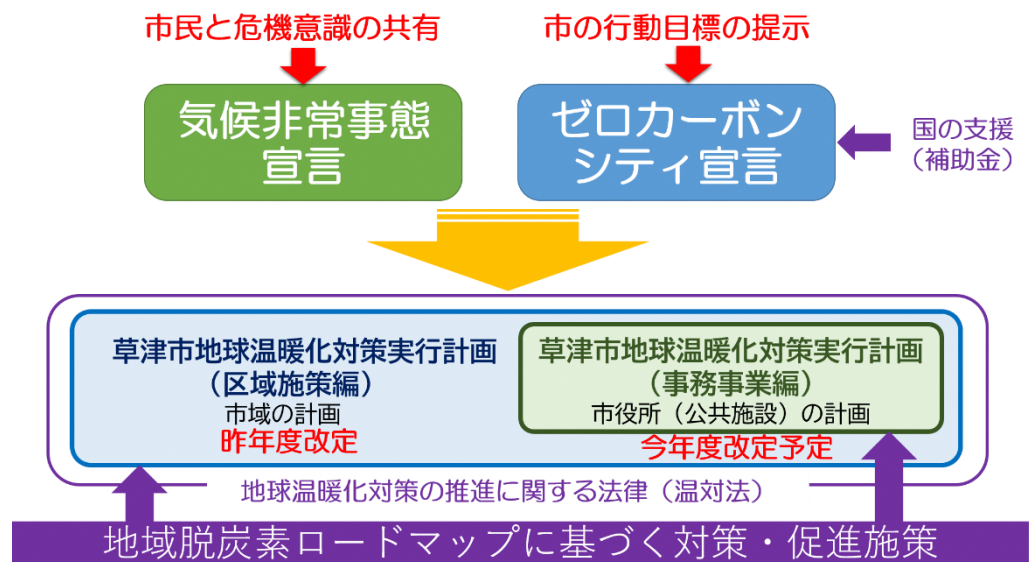 市民と危機意識の共有
市の行動目標の提示
気候非常事態
宣言
ゼロカーボン
シティ宣言
国の支援
（補助金）
草津市地球温暖化対策実行計画
（区域施策編）
市域の計画
昨年度改定
草津市地球温暖化対策実行計画
（事務事業編）
市役所（公共施設）の計画
今年度改定予定
地球温暖化対策の推進に関する法律（温対法）
地域脱炭素ロードマップに基づく対策・促進施策